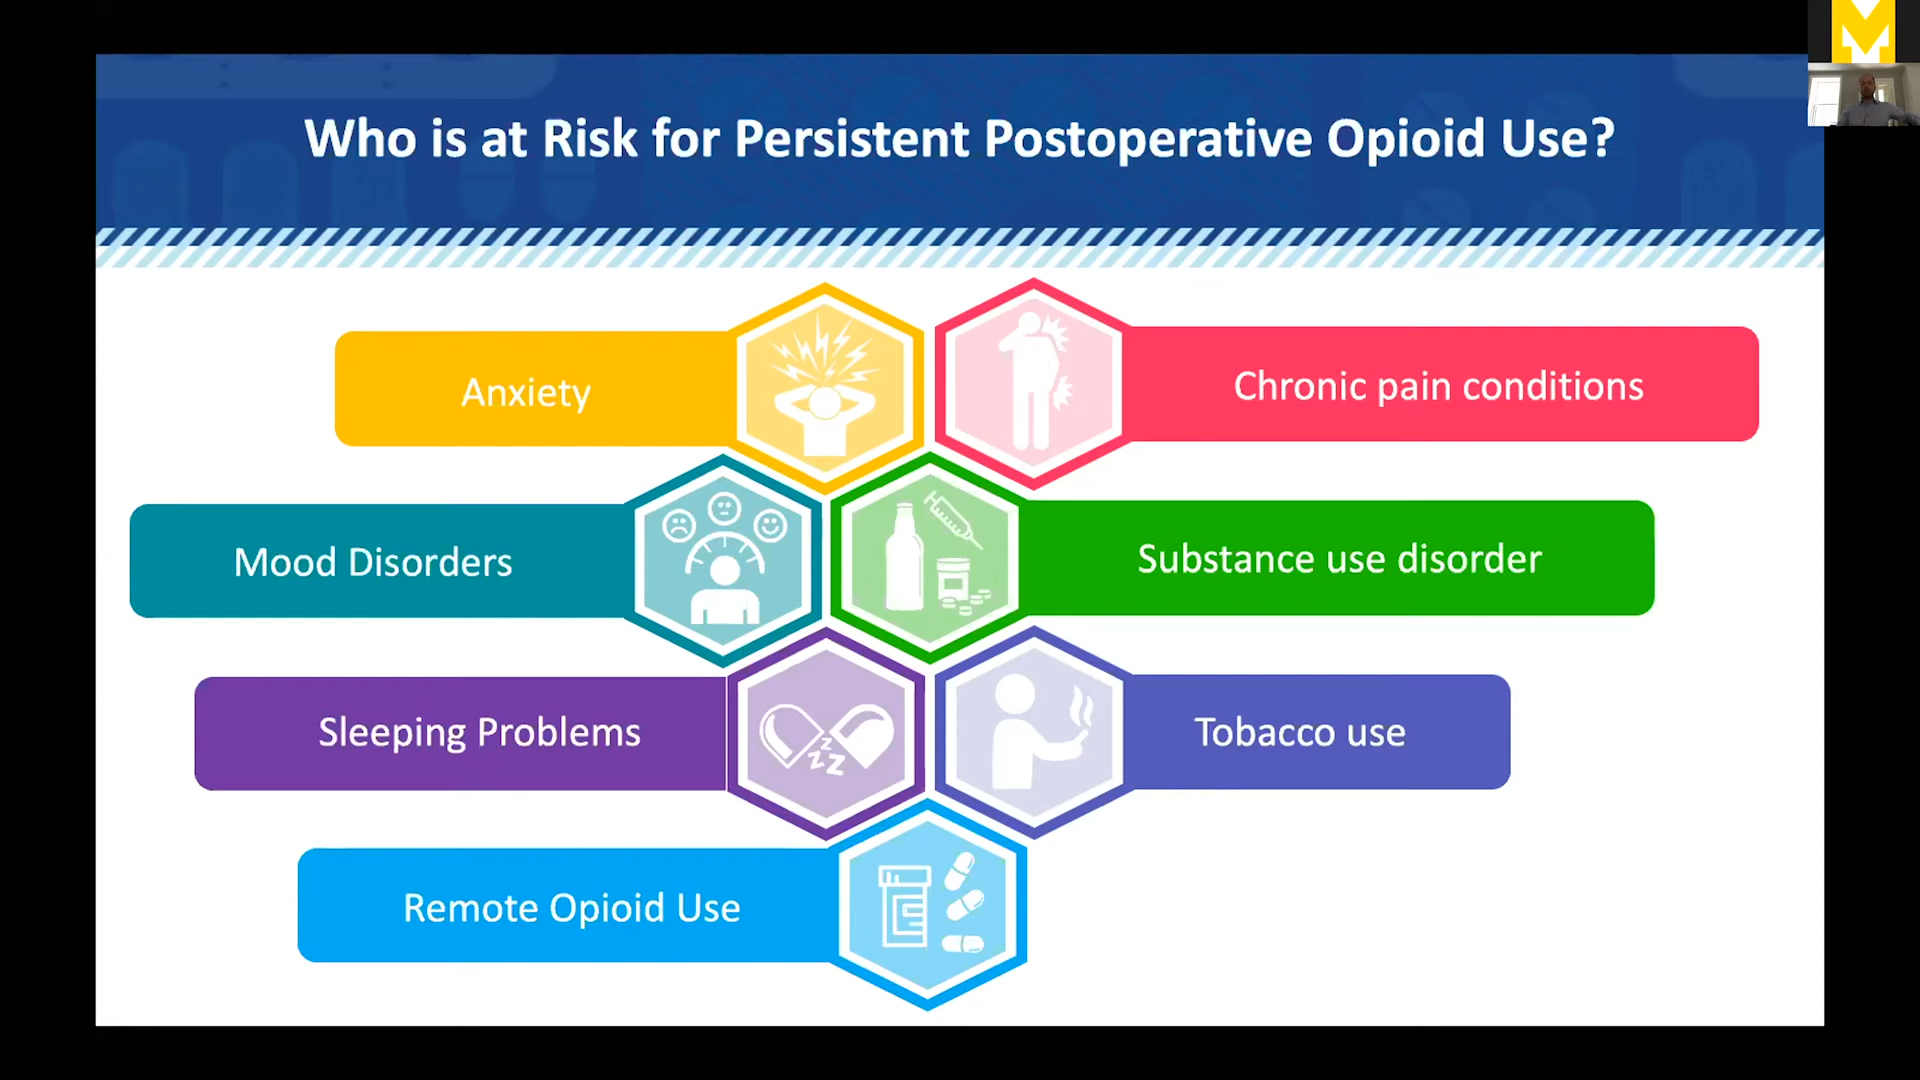 Who is at Risk for Persistent Postoperative Opioid Use?
Anxiety
Chronic pain conditions
Mood Disorders
Substance use disorder
Sleeping Problems
Tobacco use
Remote Opioid Use